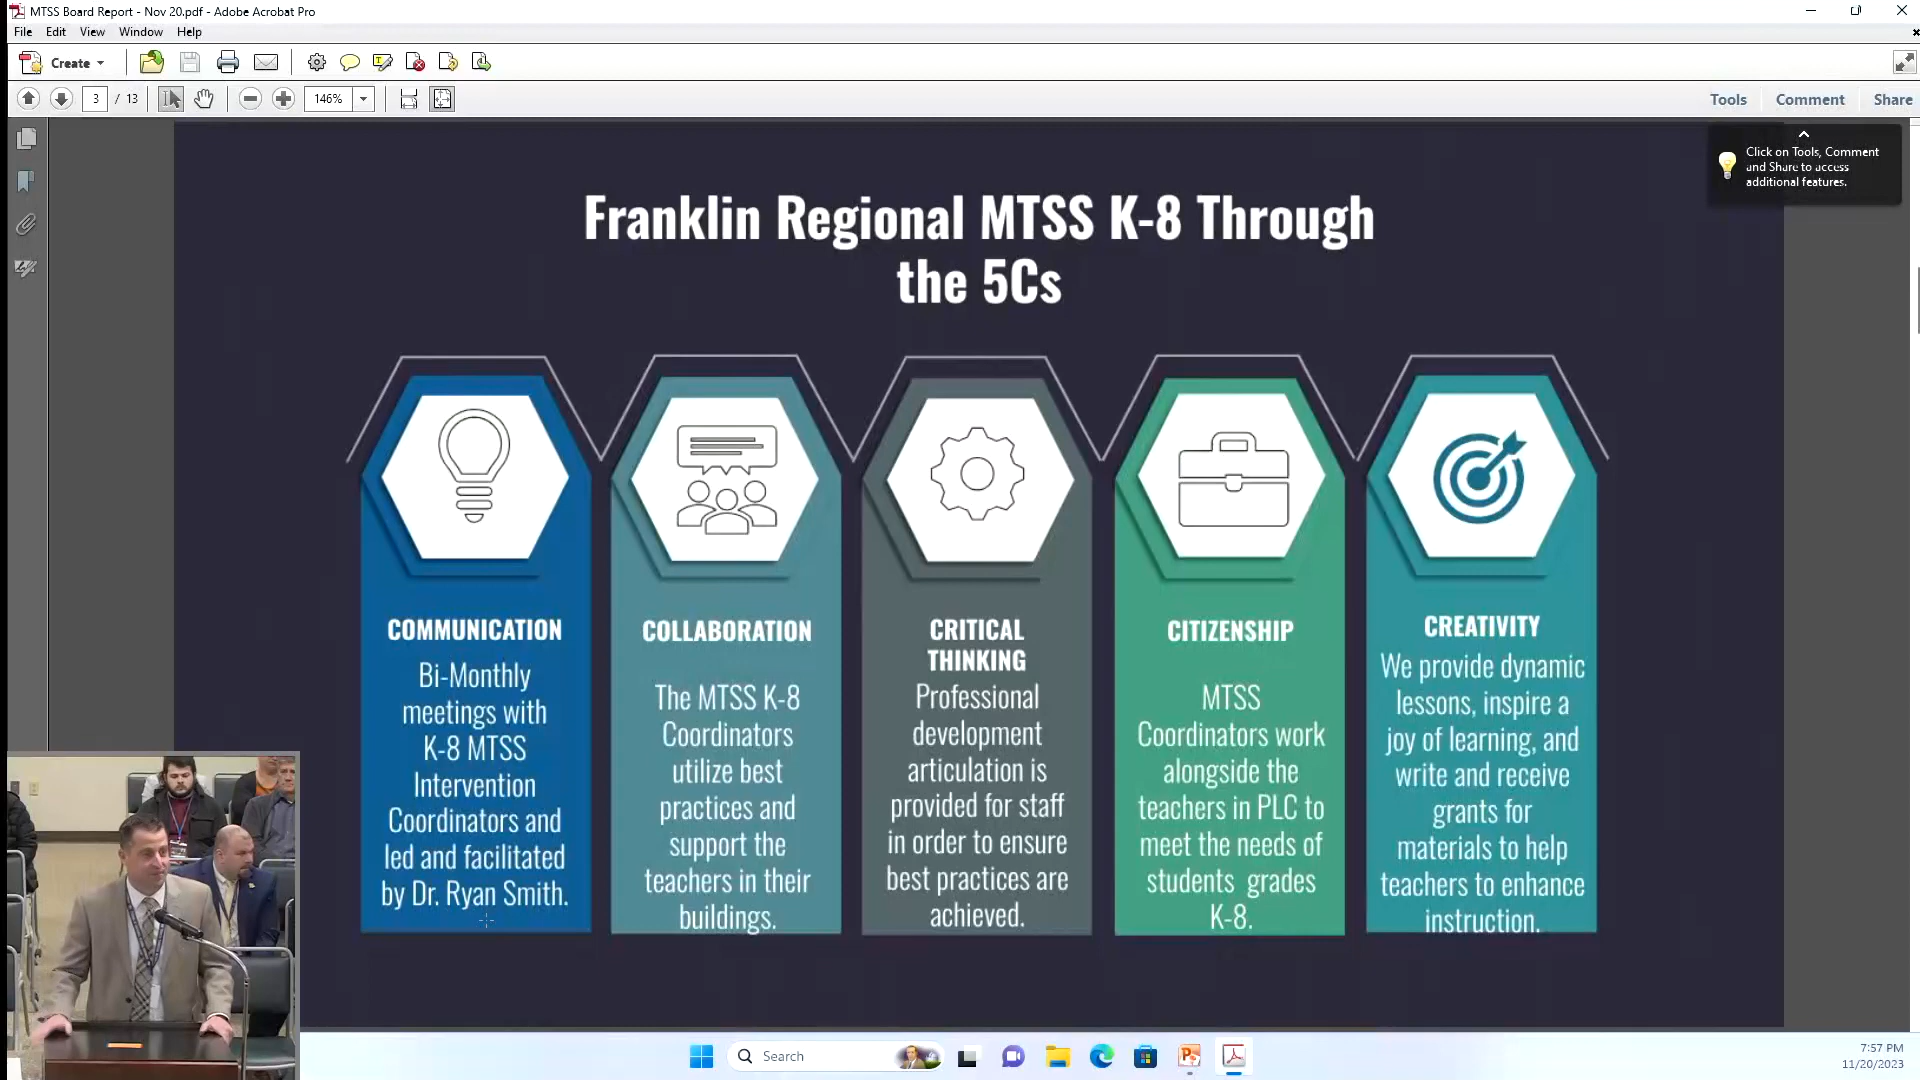 MTSS Board Report - Nov 20.pdf - Adobe Acrobat Pro
File Edit View Window Help
Create
3 / 13
146%
Tools Comment Share
Click on Tools, Comment
and Share to access
additional features.
Franklin Regional MTSS K-8 Through
the 5Cs
COMMUNICATION
Bi-Monthly
meetings with
K-8 MTSS
Intervention
Coordinators and
led and facilitated
by Dr. Ryan Smith.
COLLABORATION
The MTSS K-8
Coordinators
utilize best
practices and
support the
teachers in their
buildings.
CRITICAL
THINKING
Professional
development
articulation is
provided for staff
in order to ensure
best practices are
achieved.
CITIZENSHIP
MTSS
Coordinators work
alongside the
teachers in PLC to
meet the needs of
students grades
K-8.
CREATIVITY
We provide dynamic
lessons, inspire a
joy of learning, and
write and receive
grants for
materials to help
teachers to enhance
instruction.
Search
7:57 PM
11/20/2023